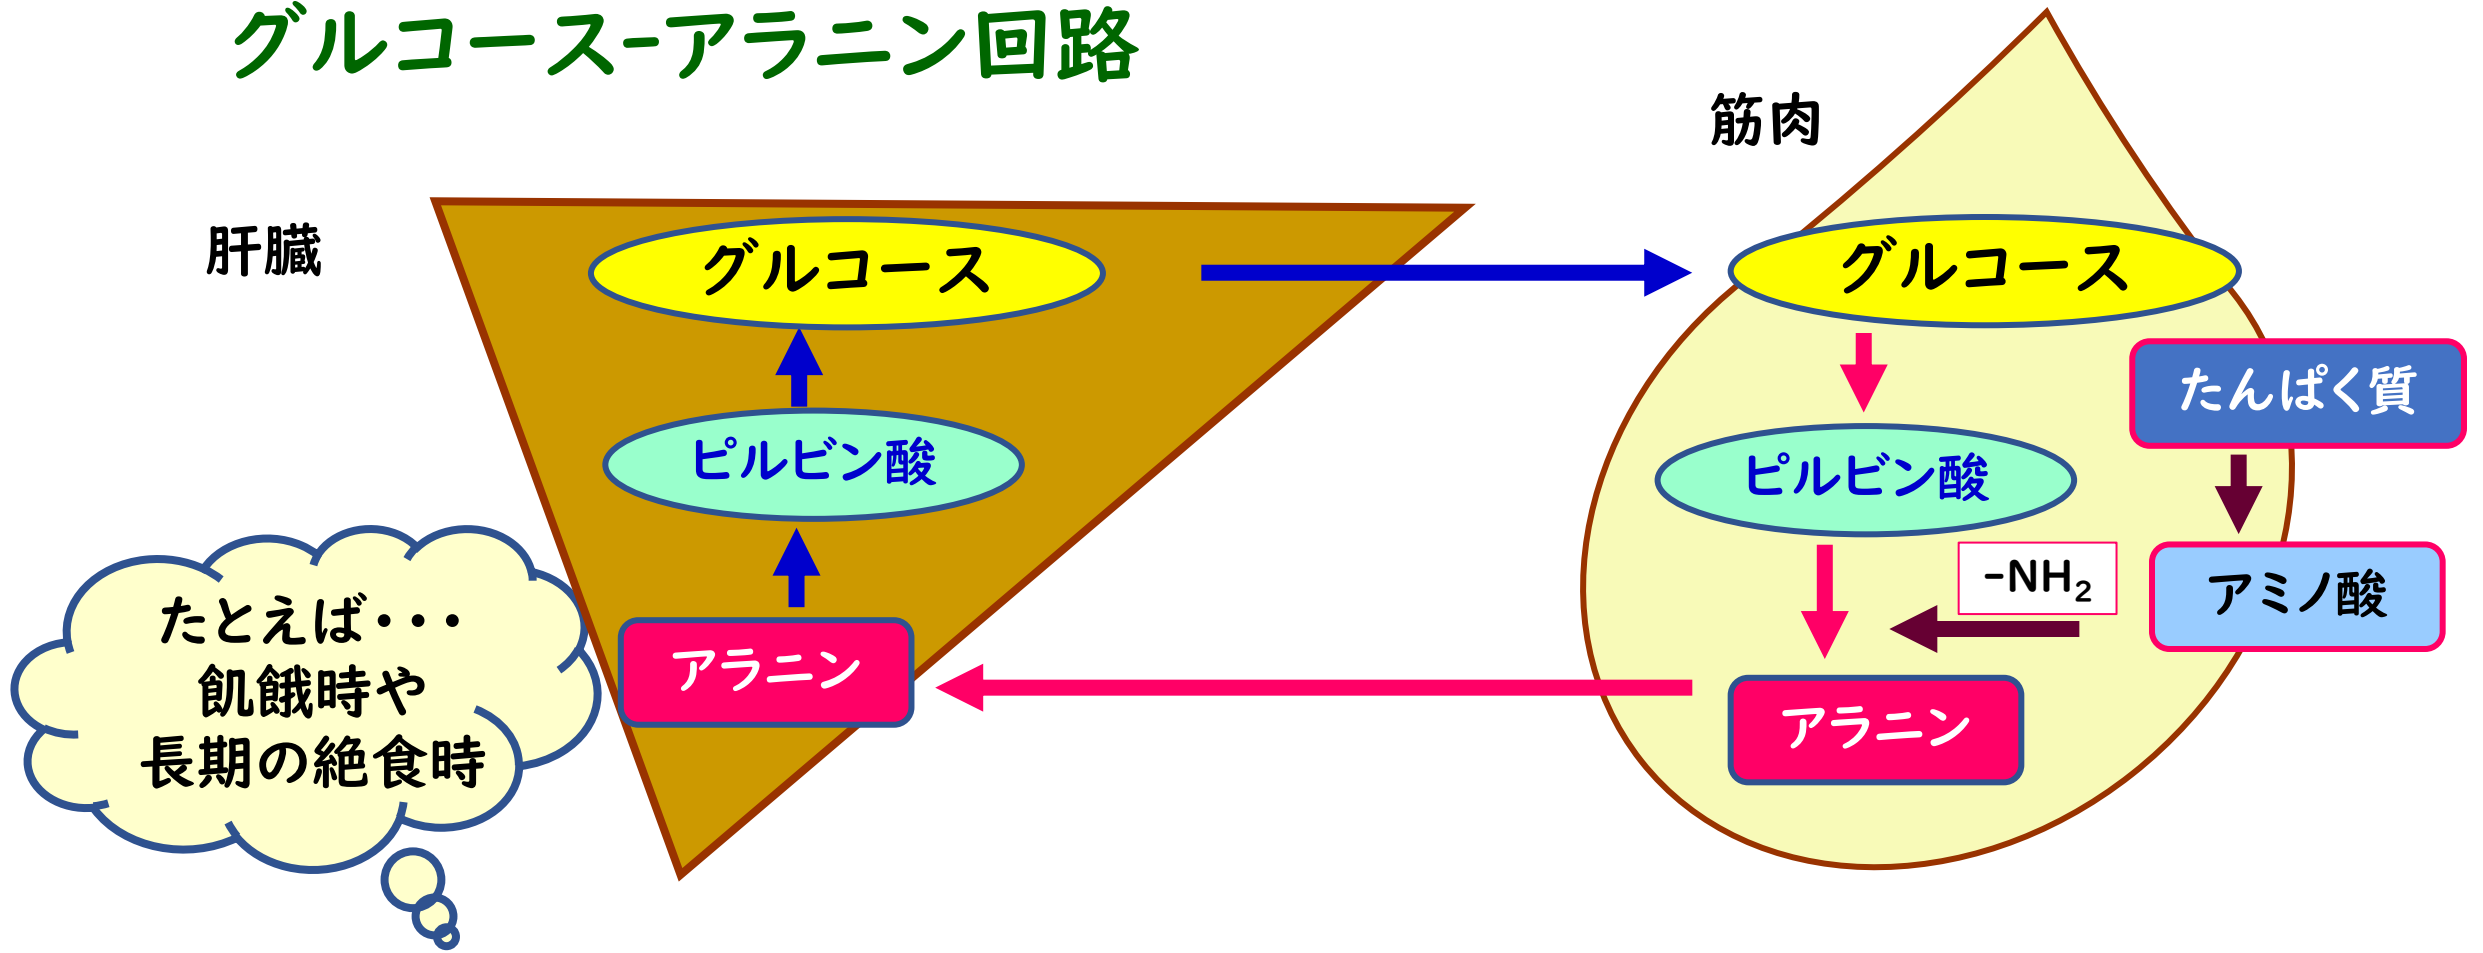 グルコース-アラニン回路
肝臓
グルコース
ピルビン酸
アラニン
たとえば・・・
飢餓時や
長期の絶食時
筋肉
グルコース
たんぱく質
ピルビン酸
-NH₂
アミノ酸
アラニン